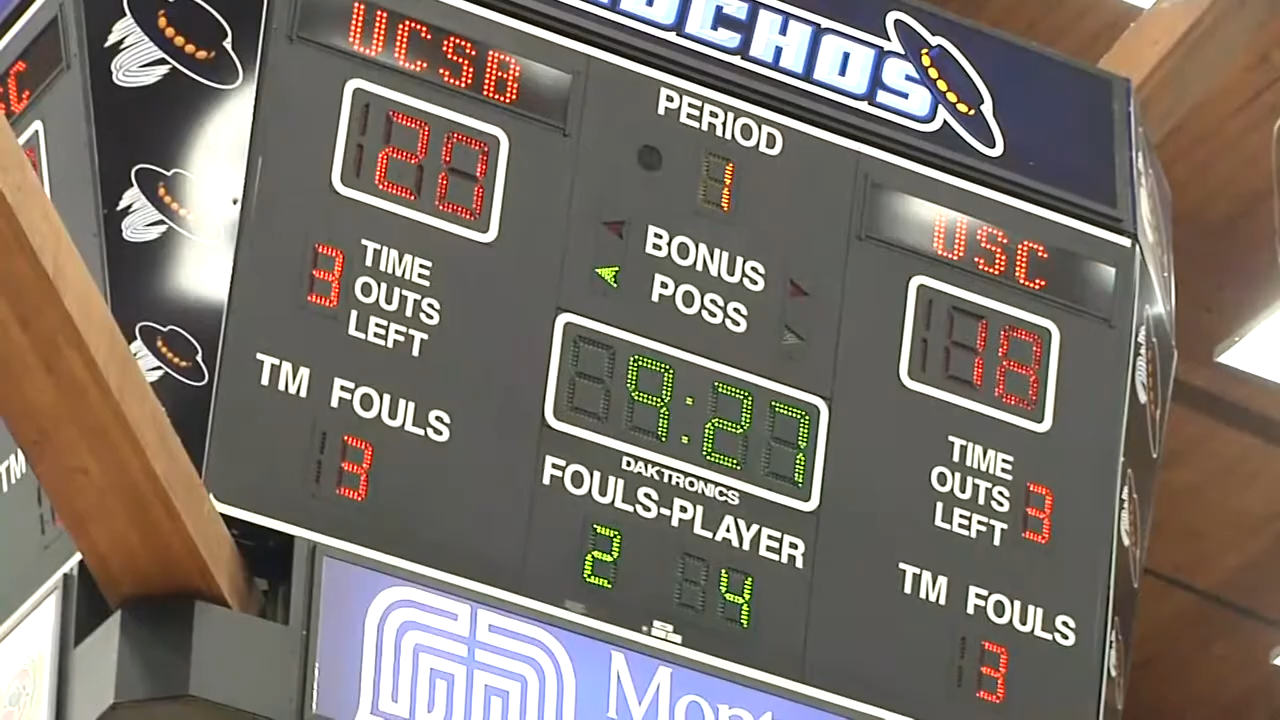 UCSB
20
3
TIME
OUTS
LEFT
TM FOULS
3
PERIOD
1
BONUS
POSS
9:27
DAKTRONICS
FOULS-PLAYER
2 4
USC
18
TIME
OUTS
LEFT
3
TM FOULS
3
TM